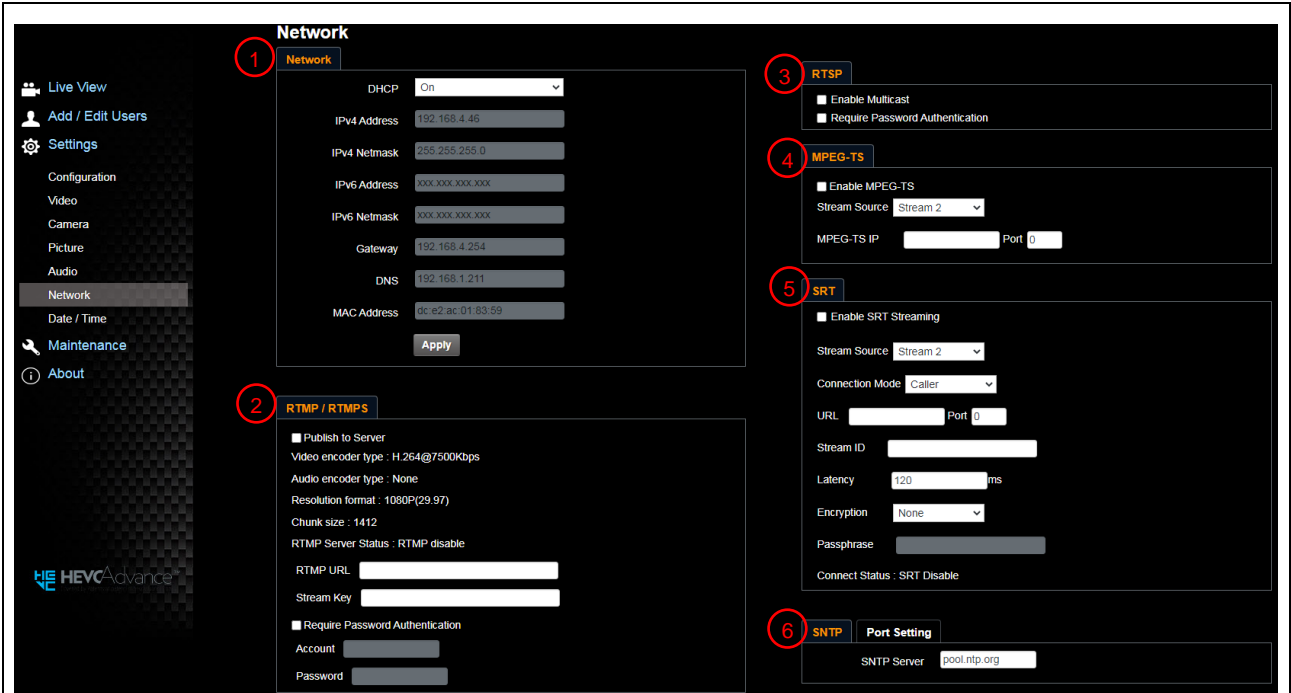 Network
1
Network
DHCP On
IPv4 Address 192.168.4.46
IPv4 Netmask 255.255.255.0
IPv6 Address xxx.xxx.xxx.xxx
IPv6 Netmask xxx.xxx.xxx.xxx
Gateway 192.168.4.254
DNS 192.168.1.211
MAC Address dc:e2:ac:01:83:59
Apply
2
RTMP / RTMPS
Publish to Server
Video encoder type : H.264@7500Kbps
Audio encoder type : None
Resolution format : 1080P(29.97)
Chunk size : 1412
RTMP Server Status : RTMP disable
RTMP URL
Stream Key
Require Password Authentication
Account
Password
3
RTSP
Enable Multicast
Require Password Authentication
4
MPEG-TS
Enable MPEG-TS
Stream Source Stream 2
MPEG-TS IP Port 0
5
SRT
Enable SRT Streaming
Stream Source Stream 2
Connection Mode Caller
URL Port 0
Stream ID
Latency 120 ms
Encryption None
Passphrase
Connect Status : SRT Disable
6
SNTP Port Setting
SNTP Server pool.ntp.org
Live View
Add / Edit Users
Settings
Configuration
Video
Camera
Picture
Audio
Network
Date / Time
Maintenance
About
HEVCAdvance